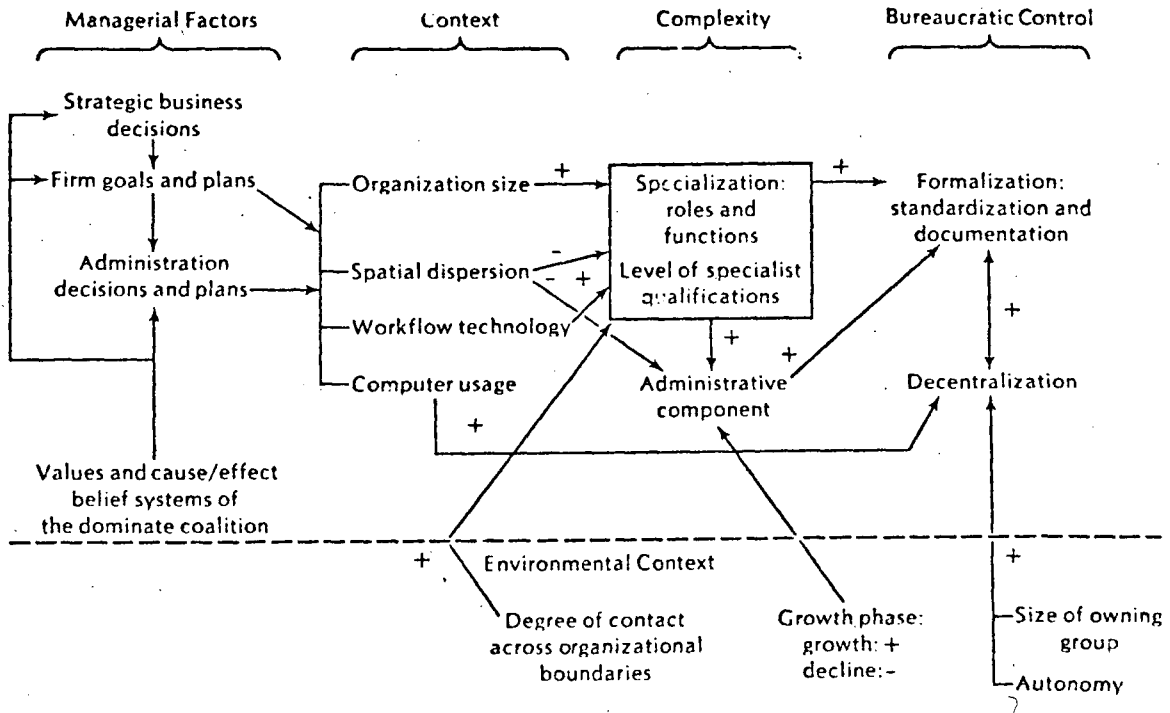 Managerial Factors
Context
Complexity
Bureaucratic Control
Strategic business
decisions
Firm goals and plans
Administration
decisions and plans
Values and cause/effect
belief systems of
the dominate coalition
Organization size
+
Spatial dispersion
-
-
+
Workflow technology
Computer usage
+
Specialization:
roles and
functions
Level of specialist
qualifications
+
+
Administrative
component
+
Formalization:
standardization and
documentation
+
Decentralization
+
Environmental Context
+
Degree of contact
across organizational
boundaries
Growth phase:
growth: +
decline:-
Size of owning
group
Autonomy